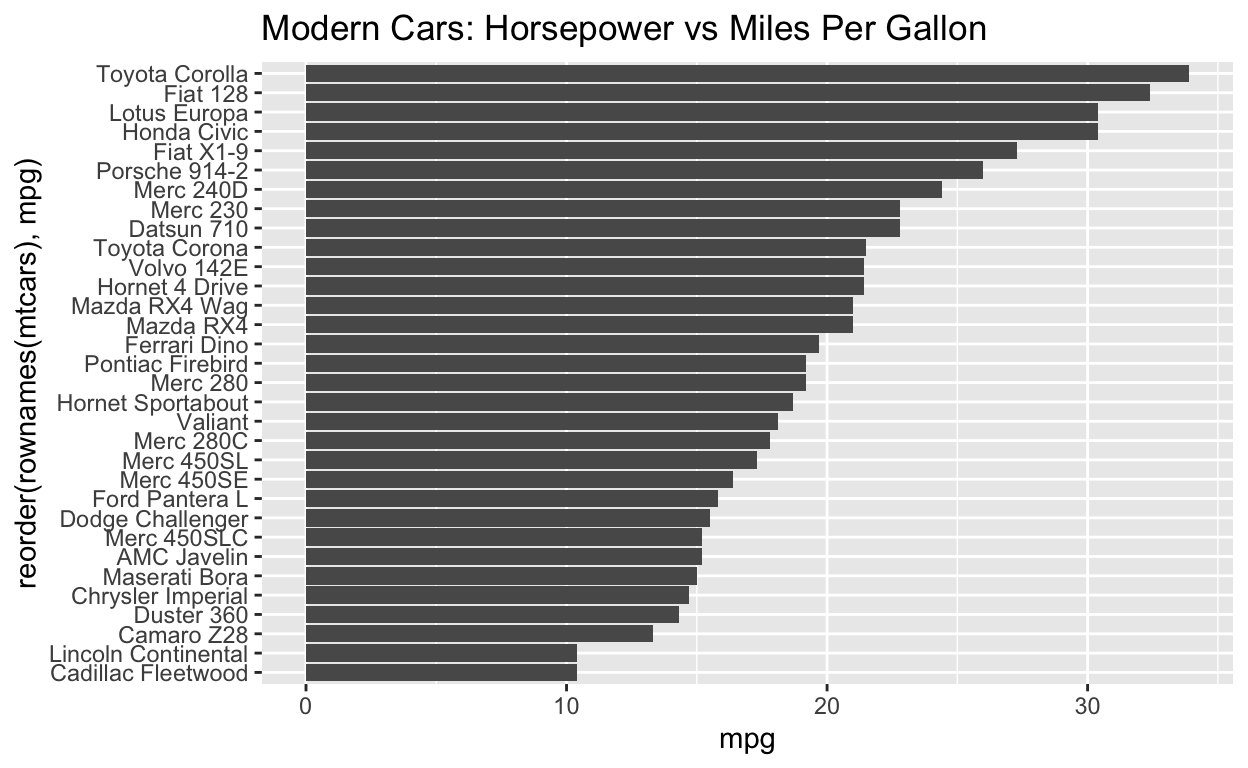 Modern Cars: Horsepower vs Miles Per Gallon
reorder(rownames(mtcars), mpg)
Toyota Corolla
Fiat 128
Lotus Europa
Honda Civic
Fiat X1-9
Porsche 914-2
Merc 240D
Merc 230
Datsun 710
Toyota Corona
Volvo 142E
Hornet 4 Drive
Mazda RX4 Wag
Mazda RX4
Ferrari Dino
Pontiac Firebird
Merc 280
Hornet Sportabout
Valiant
Merc 280C
Merc 450SL
Merc 450SE
Ford Pantera L
Dodge Challenger
Merc 450SLC
AMC Javelin
Maserati Bora
Chrysler Imperial
Duster 360
Camaro Z28
Lincoln Continental
Cadillac Fleetwood
0 10 20 30
mpg